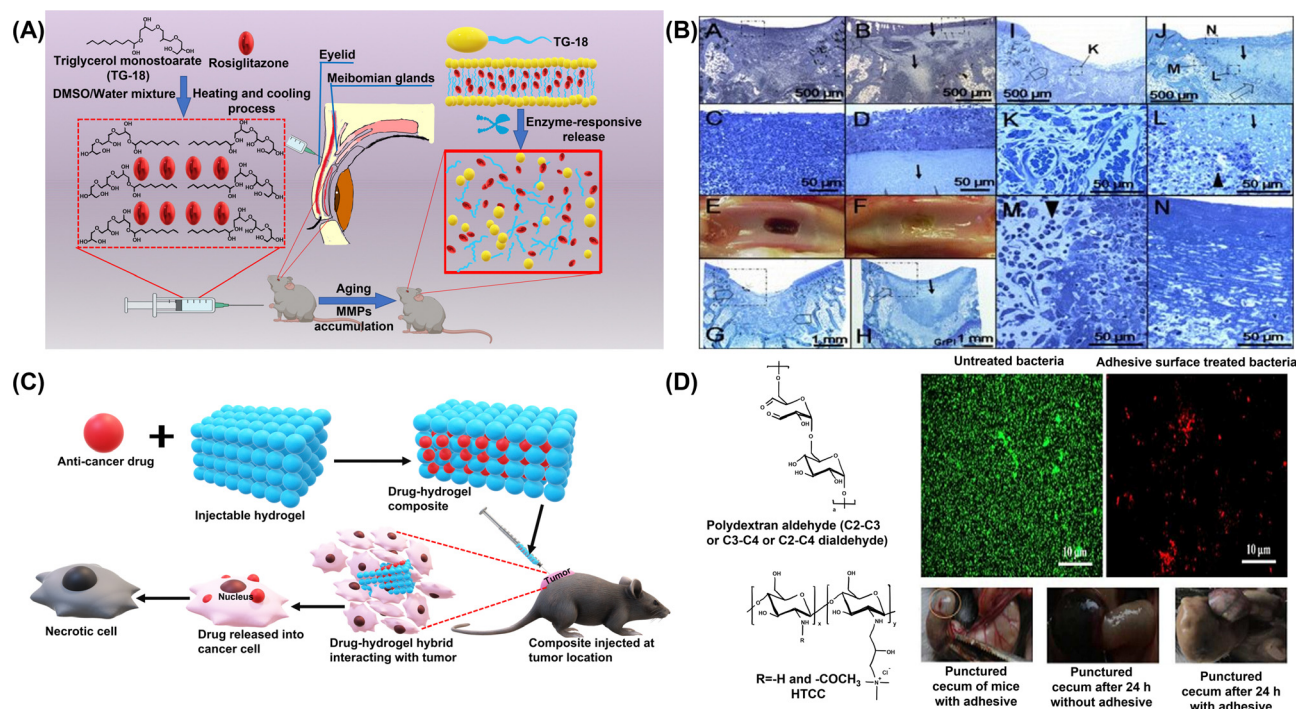 (A)
Triglycerol monostoarate
(TG-18)
Rosiglitazone
DMSO/Water mixture
Heating and cooling
process
Eyelid
Meibomian glands
TG-18
Enzyme-responsive
release
Aging
MMPs
accumulation
(B)
A
B
I
K
N
J
M
L
500 µm
500 µm
500 µm
500 µm
C
D
K
L
50 µm
50 µm
50 µm
50 µm
E
F
M
N
G
H
GrPl
1 mm
1 mm
50 µm
50 µm
(C)
Anti-cancer drug
+
Injectable hydrogel
Drug-hydrogel
composite
Tumor
Nucleus
Necrotic cell
Drug released into
cancer cell
Drug-hydrogel hybrid
interacting with tumor
Composite injected at
tumor location
(D)
Polydextran aldehyde (C2-C3
or C3-C4 or C2-C4 dialdehyde)
R=-H and -COCH3
HTCC
Untreated bacteria
Adhesive surface treated bacteria
10 µm
10 µm
Punctured
cecum of mice
with adhesive
Punctured
cecum after 24 h
without adhesive
Punctured
cecum after 24 h
with adhesive